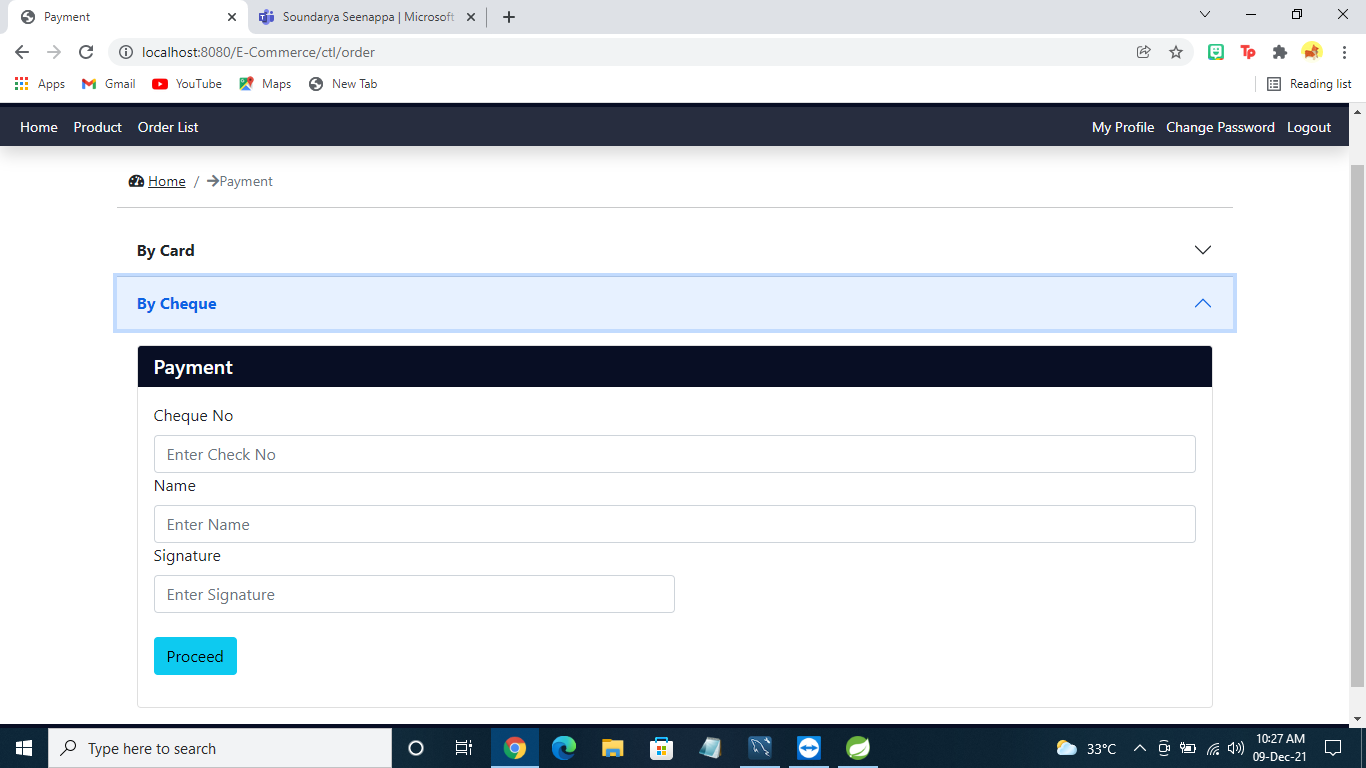 Payment
Soundarya Seenappa | Microsoft
localhost:8080/E-Commerce/ctl/order
Tp
Apps Gmail YouTube Maps New Tab Reading list
Home Product Order List My Profile Change Password Logout
Home / Payment
By Card
By Cheque
Payment
Cheque No
Enter Check No
Name
Enter Name
Signature
Enter Signature
Proceed
Type here to search
33°C
10:27 AM
09-Dec-21